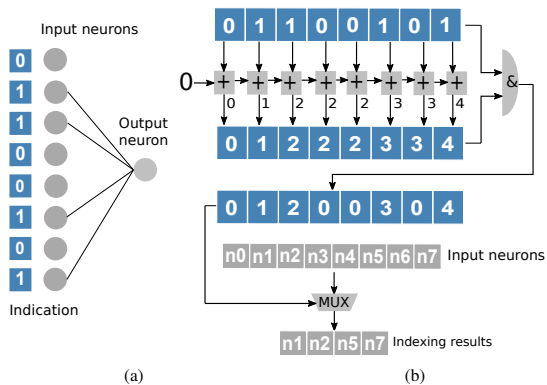 Input neurons
0
1
1
0
0
1
0
1
Output
neuron
Indication
(a)
0 1 1 0 0 1 0 1
0 + + + + + + + +
0 1 2 2 2 3 3 4
&
0 1 2 2 2 3 3 4
0 1 2 0 0 3 0 4
n0 n1 n2 n3 n4 n5 n6 n7 Input neurons
MUX
n1 n2 n5 n7 Indexing results
(b)